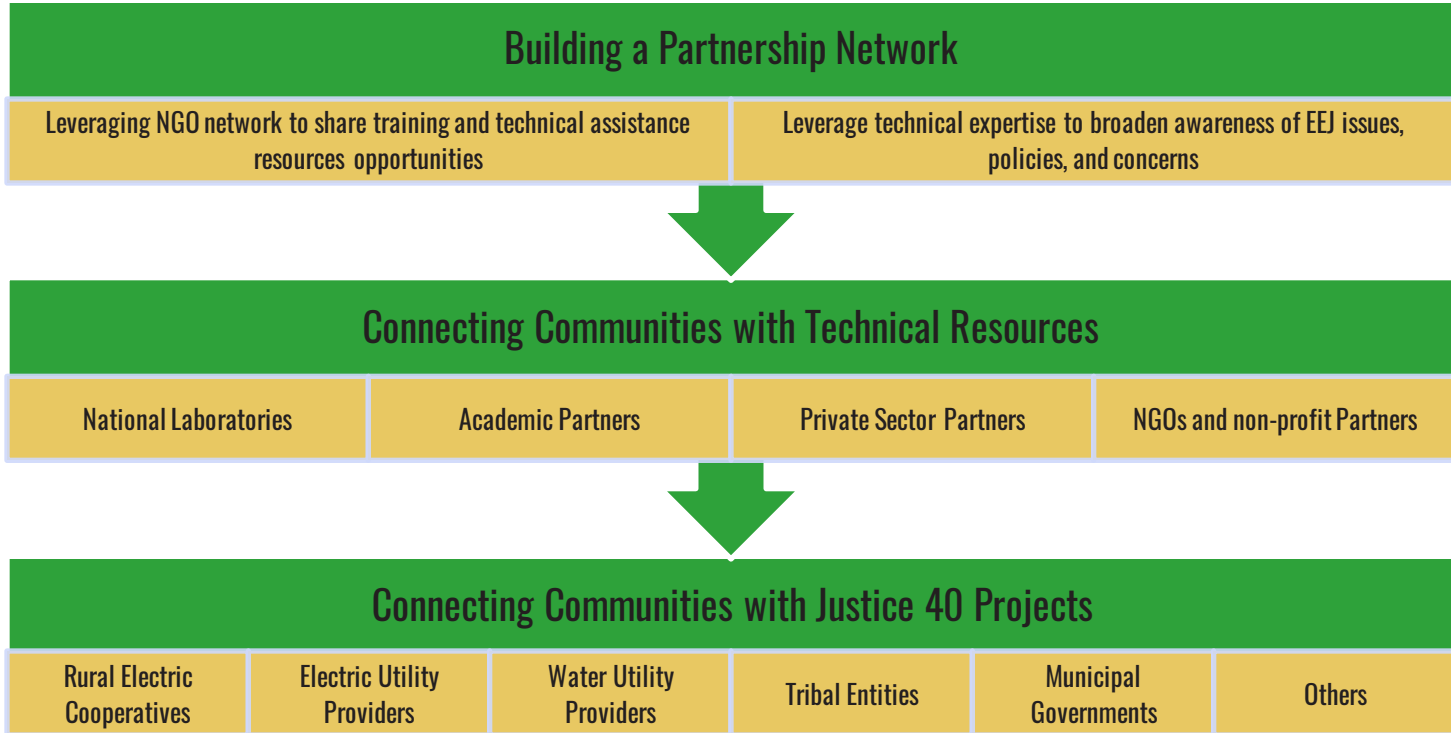 Building a Partnership Network
Leveraging NGO network to share training and technical assistance
resources opportunities
Leverage technical expertise to broaden awareness of EEJ issues,
policies, and concerns
Connecting Communities with Technical Resources
National Laboratories
Academic Partners
Private Sector Partners
NGOs and non-profit Partners
Connecting Communities with Justice 40 Projects
Rural Electric
Cooperatives
Electric Utility
Providers
Water Utility
Providers
Tribal Entities
Municipal
Governments
Others